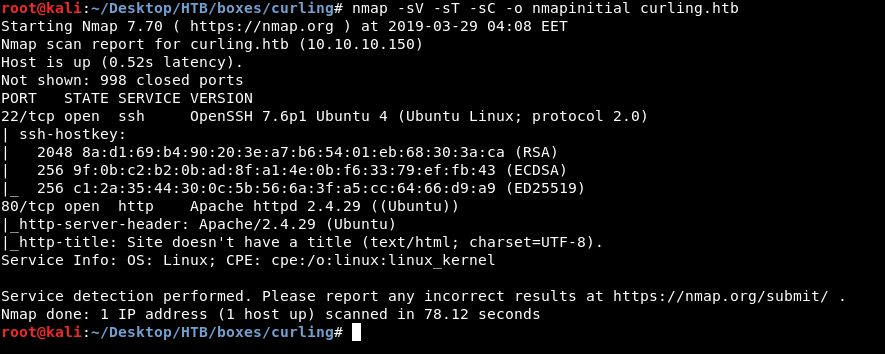 root@kali:~/Desktop/HTB/boxes/curling# nmap -sV -sT -sC -o nmapinitial curling.htb
Starting Nmap 7.70 ( https://nmap.org ) at 2019-03-29 04:08 EET
Nmap scan report for curling.htb (10.10.10.150)
Host is up (0.52s latency).
Not shown: 998 closed ports
PORT   STATE SERVICE VERSION
22/tcp open  ssh     OpenSSH 7.6p1 Ubuntu 4 (Ubuntu Linux; protocol 2.0)
| ssh-hostkey:
|   2048 8a:d1:69:b4:90:20:3e:a7:b6:54:01:eb:68:30:3a:ca (RSA)
|   256 9f:0b:c2:b2:0b:ad:8f:a1:4e:0b:f6:33:79:ef:fb:43 (ECDSA)
|_  256 c1:2a:35:44:30:0c:5b:56:6a:3f:a5:cc:64:66:d9:a9 (ED25519)
80/tcp open  http    Apache httpd 2.4.29 ((Ubuntu))
|_http-server-header: Apache/2.4.29 (Ubuntu)
|_http-title: Site doesn't have a title (text/html; charset=UTF-8).
Service Info: OS: Linux; CPE: cpe:/o:linux:linux_kernel
Service detection performed. Please report any incorrect results at https://nmap.org/submit/ .
Nmap done: 1 IP address (1 host up) scanned in 78.12 seconds
root@kali:~/Desktop/HTB/boxes/curling#